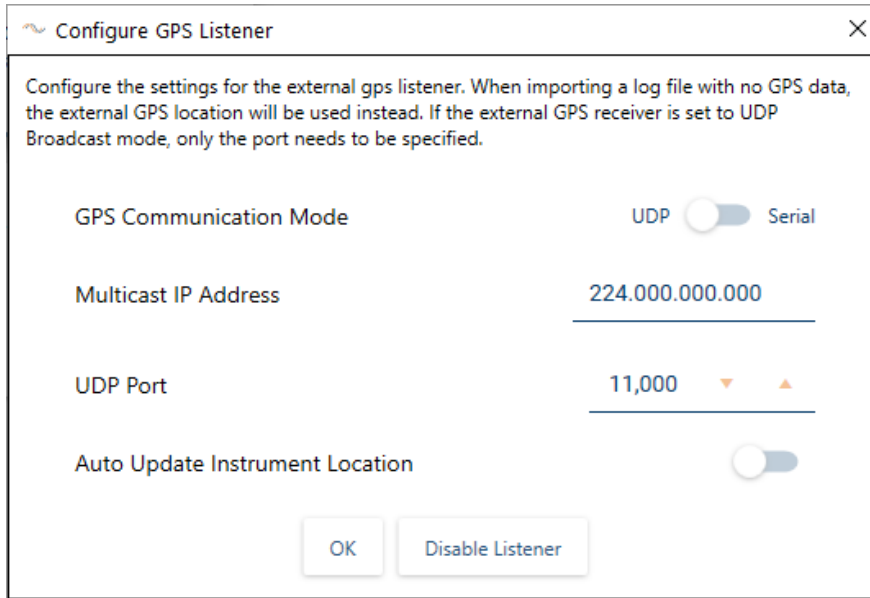 Configure GPS Listener
Configure the settings for the external gps listener. When importing a log file with no GPS data,
the external GPS location will be used instead. If the external GPS receiver is set to UDP
Broadcast mode, only the port needs to be specified.
GPS Communication Mode UDP Serial
Multicast IP Address 224.000.000.000
UDP Port 11,000
Auto Update Instrument Location
OK Disable Listener